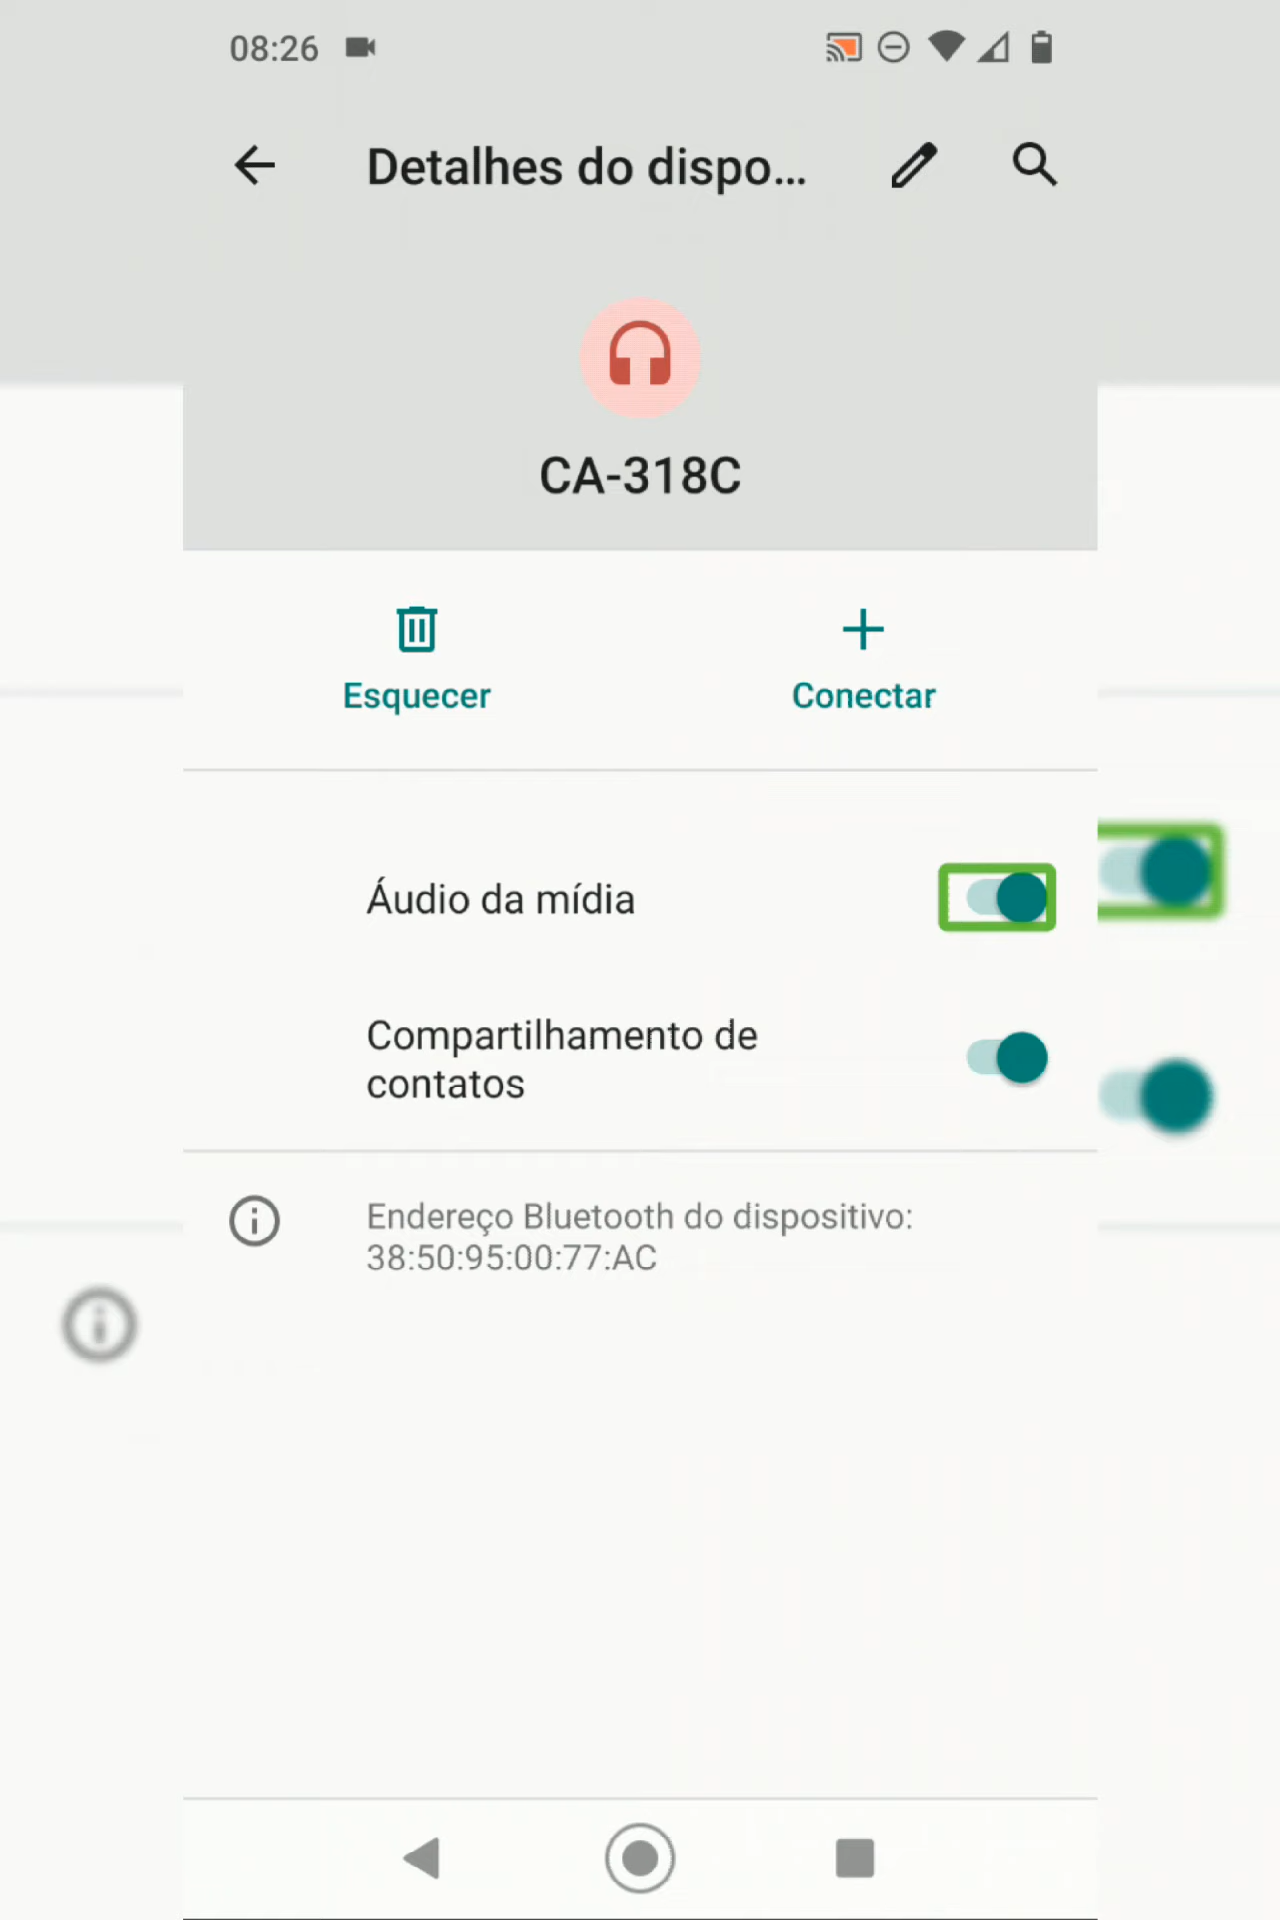 08:26
Detalhes do dispo...
CA-318C
Esquecer
Conectar
Áudio da mídia
Compartilhamento de
contatos
Endereço Bluetooth do dispositivo:
38:50:95:00:77:AC